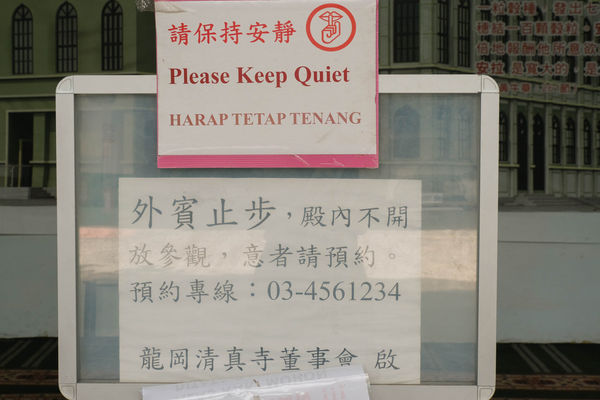 請保持安靜
Please Keep Quiet
HARAP TETAP TENANG
外賓止步，殿內不開
放參觀，意者請預約。
預約專線：03-4561234
龍岡清真寺董事會 啟